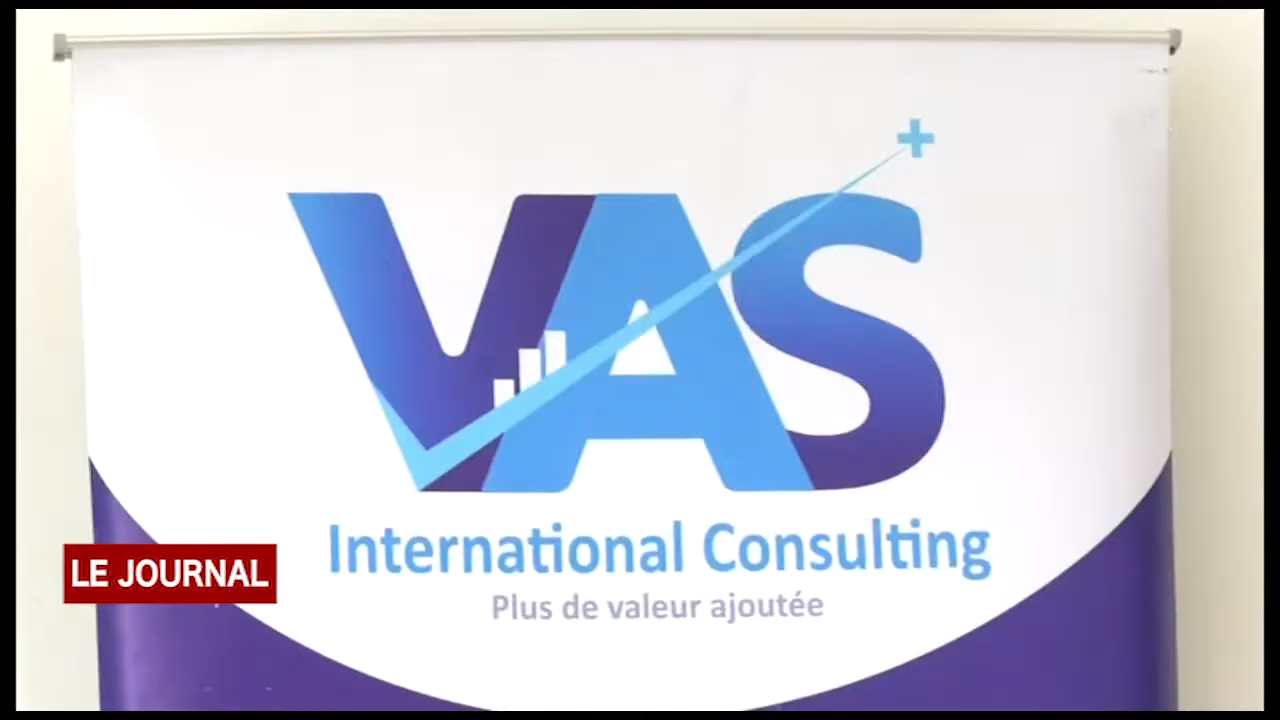 VAS
International Consulting
Plus de valeur ajoutée
LE JOURNAL